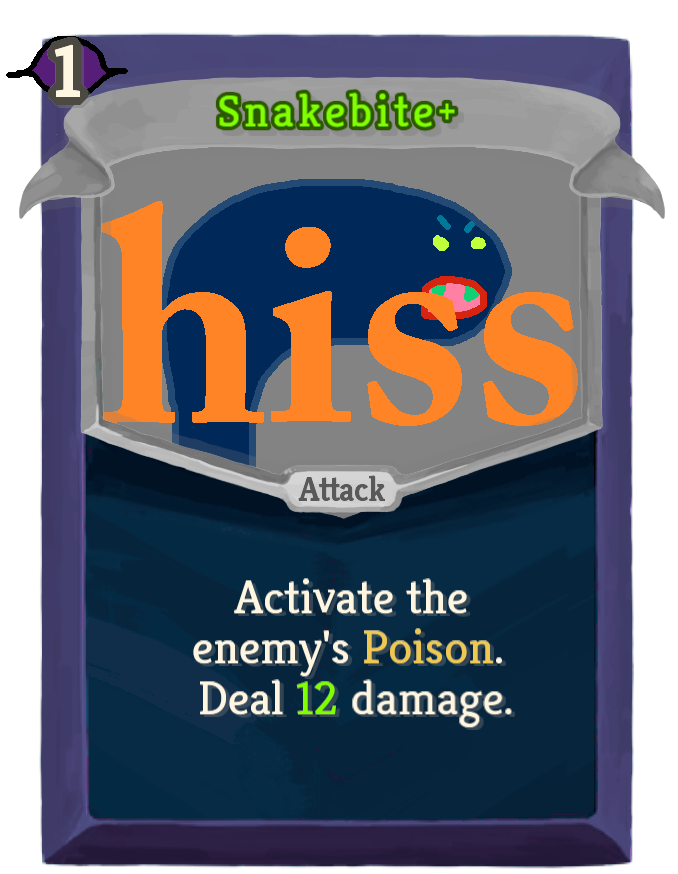 1
Snakebite+
hiss
Attack
Activate the
enemy's Poison.
Deal 12 damage.